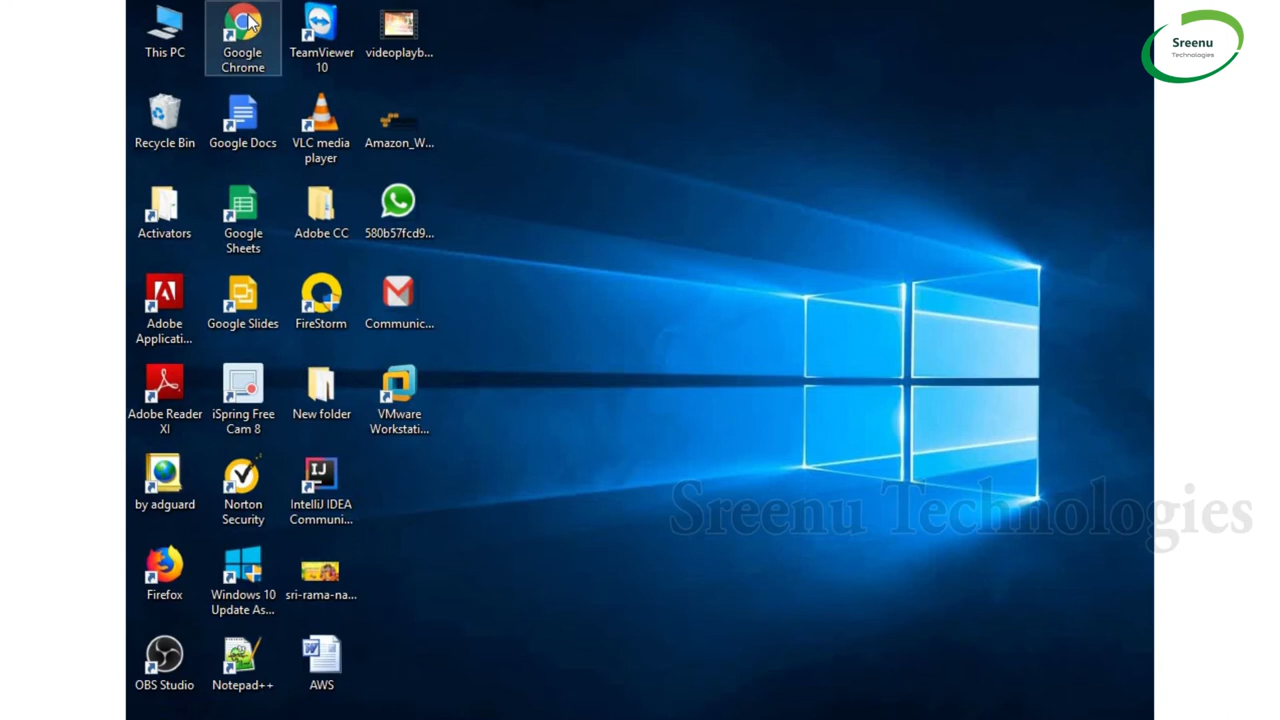 This PC
Google
Chrome
TeamViewer
10
videoplayb...
Sreenu
Technologies
Recycle Bin
Google Docs
VLC media
player
Amazon_W...
Activators
Google
Sheets
Adobe CC
580b57fcd9...
Adobe
Applicati...
Google Slides
FireStorm
Communic...
Adobe Reader
XI
iSpring Free
Cam 8
New folder
VMware
Workstati...
by adguard
Norton
Security
IJ
IntelliJ IDEA
Communi...
Sreenu Technologies
Firefox
Windows 10
Update As...
sri-rama-na...
OBS Studio
Notepad++
AWS